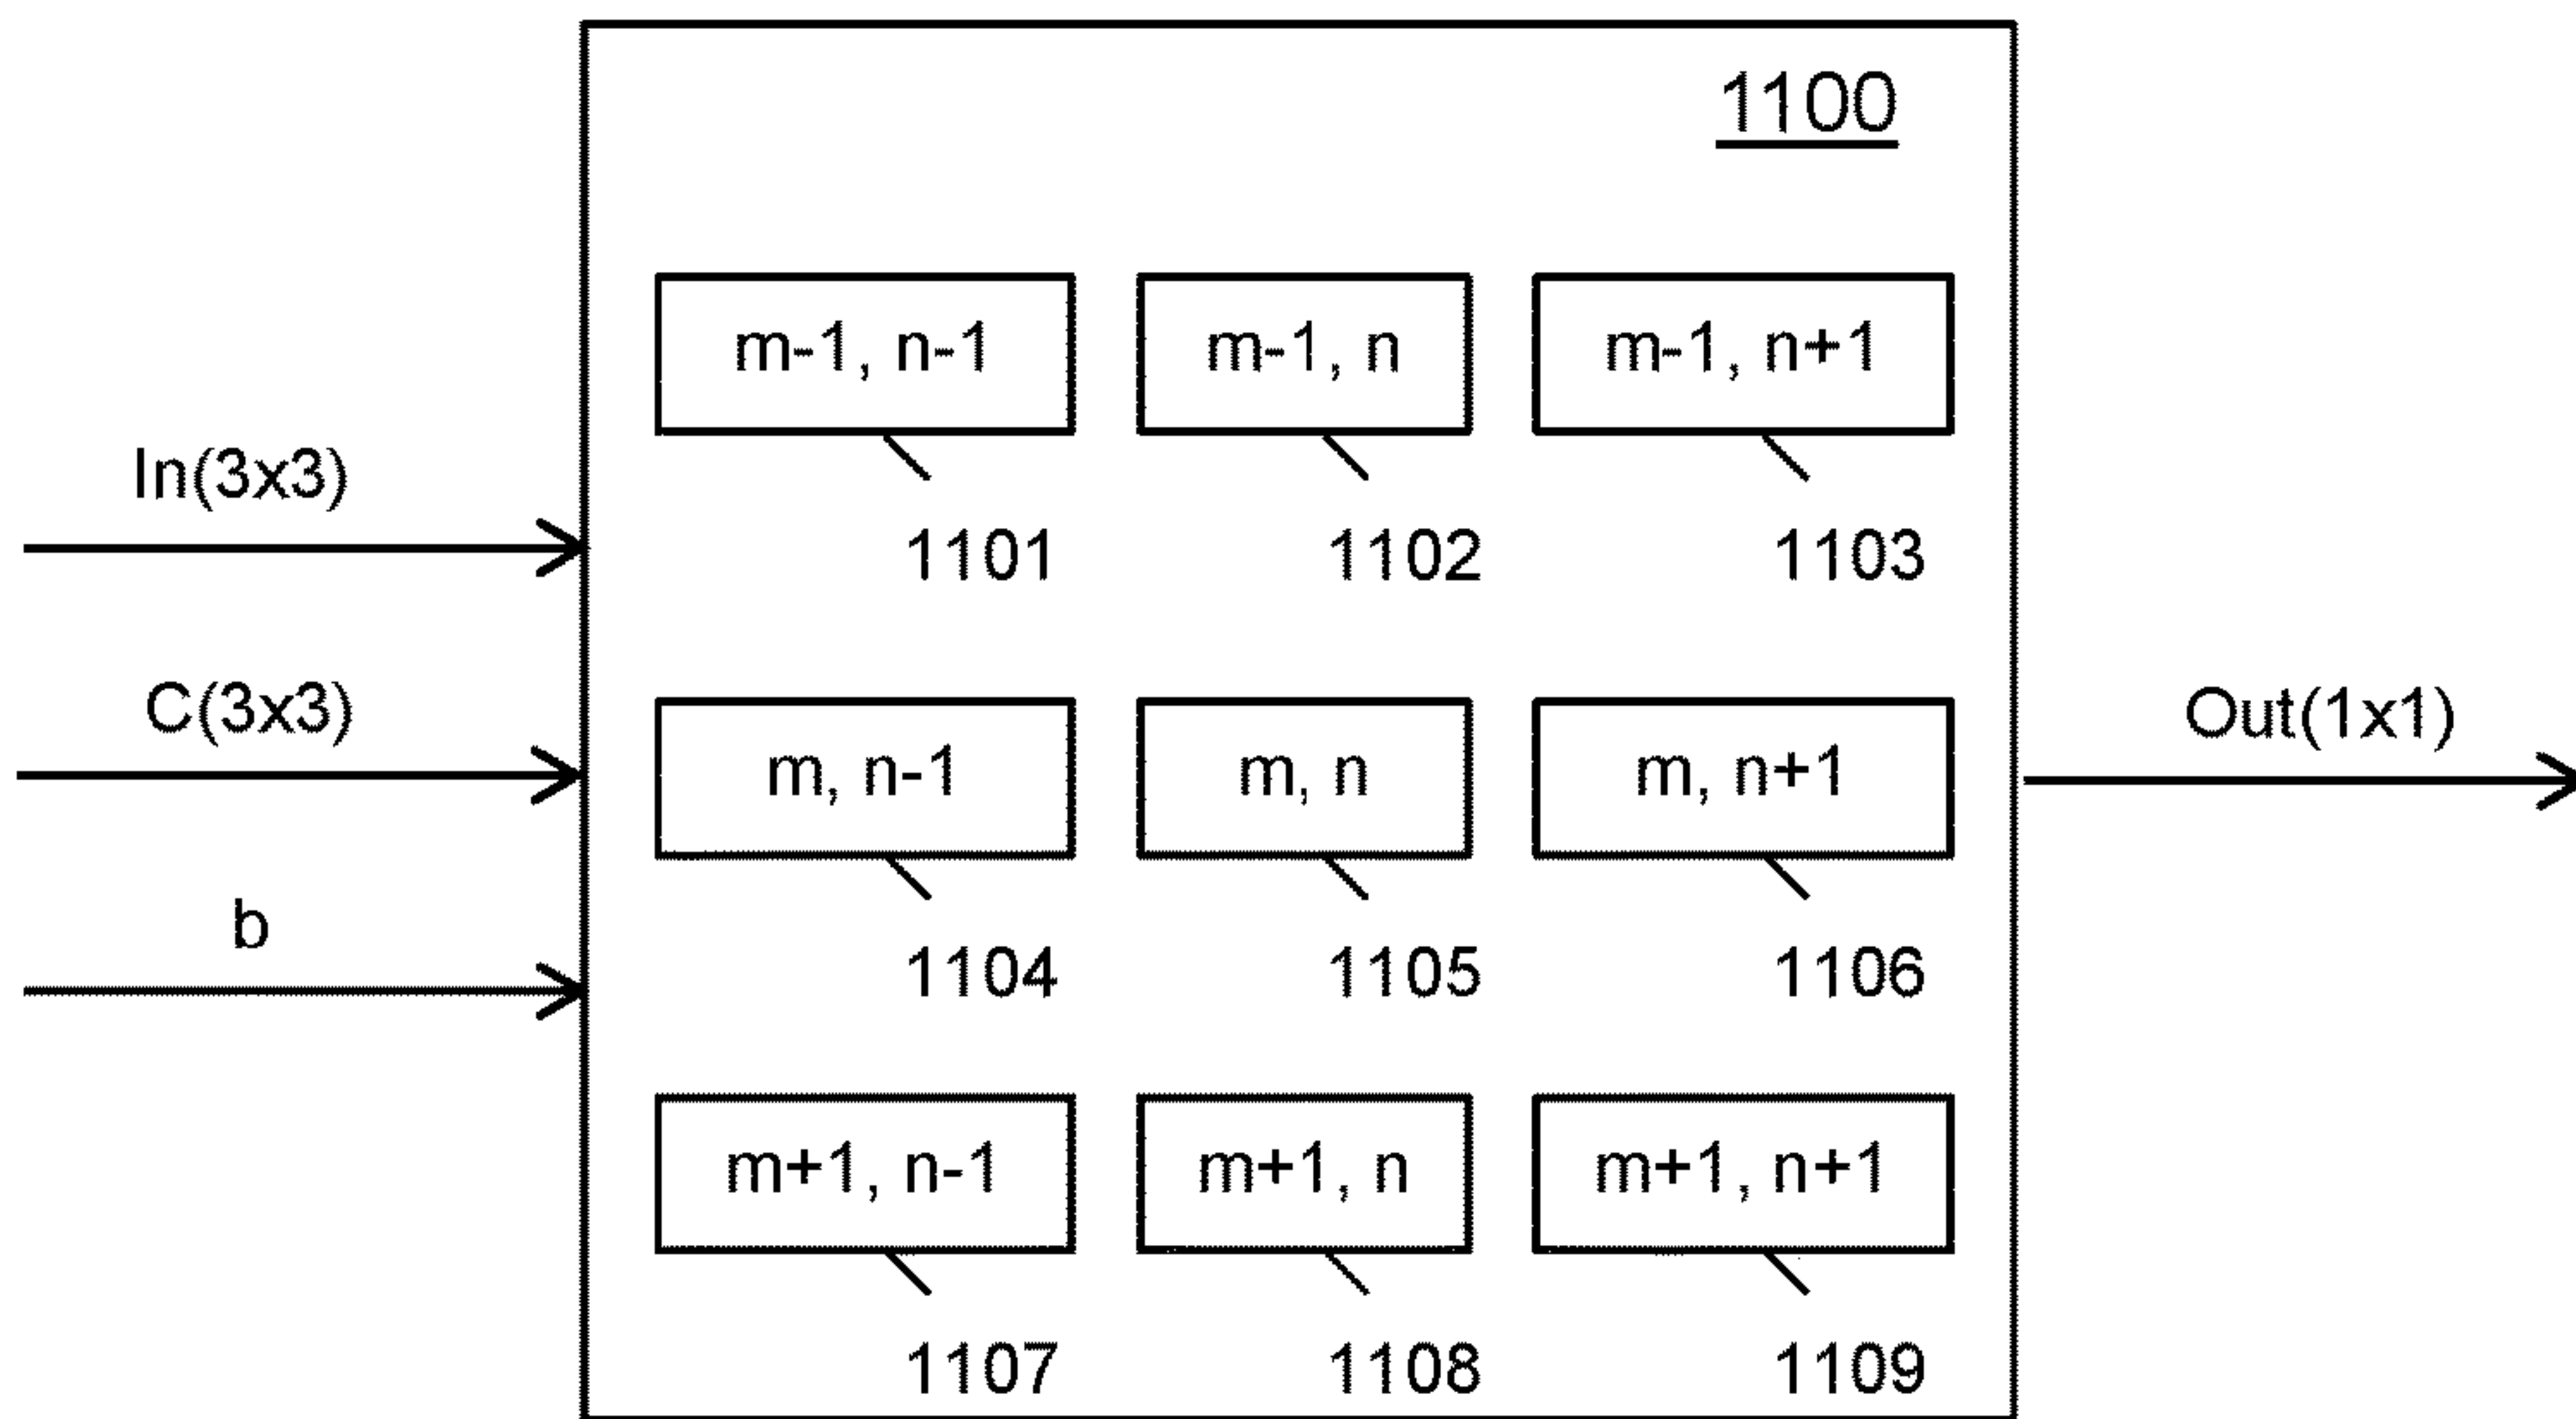 1100
m-1, n-1
m-1, n
m-1, n+1
In(3x3)
1101
1102
1103
C(3x3)
m, n-1
m, n
m, n+1
Out(1x1)
b
1104
1105
1106
m+1, n-1
m+1, n
m+1, n+1
1107
1108
1109